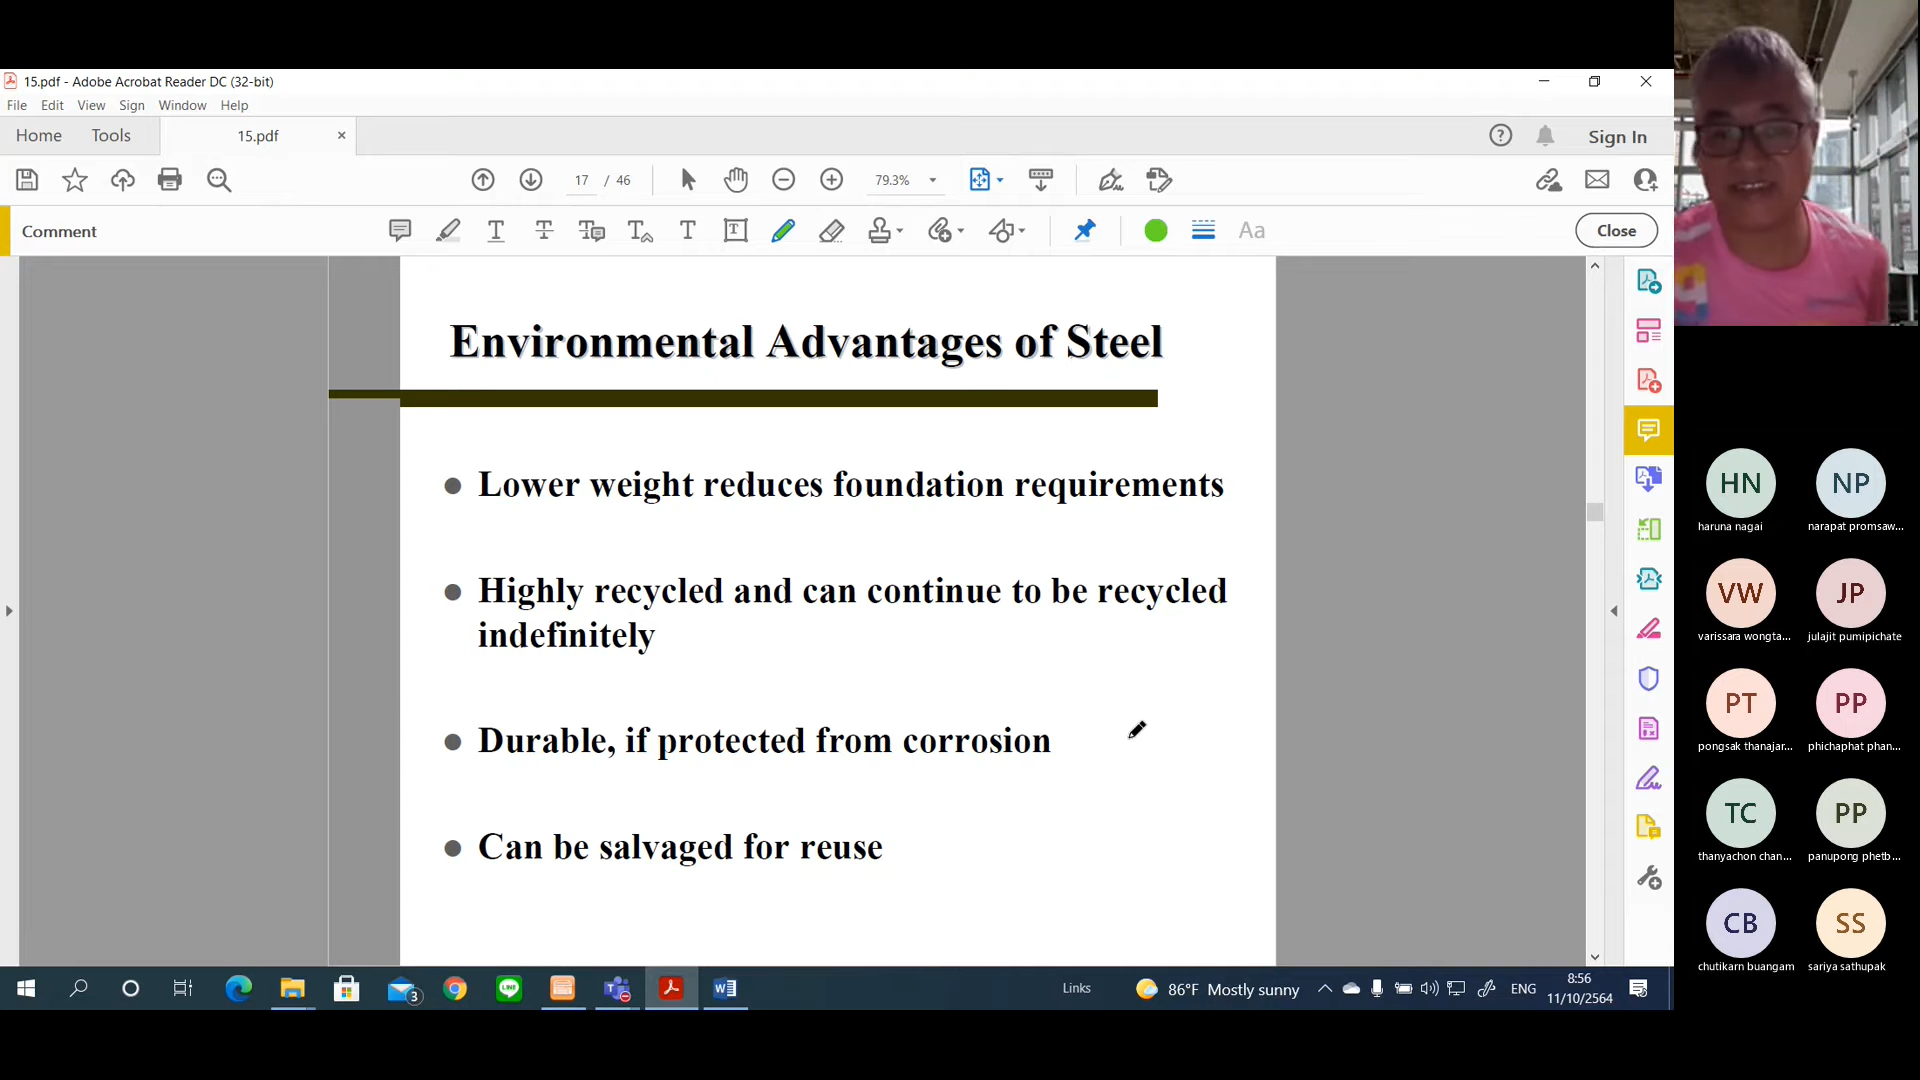 15.pdf - Adobe Acrobat Reader DC (32-bit)
File Edit View Sign Window Help
Home Tools 15.pdf Sign In
17 / 46 79.3%
Comment Aa Close
Environmental Advantages of Steel
Lower weight reduces foundation requirements
Highly recycled and can continue to be recycled
indefinitely
Durable, if protected from corrosion
Can be salvaged for reuse
HN NP
haruna nagai narapat promsaw...
VW JP
varissara wongta... julajit pumipichate
PT PP
pongsak thanajar... phichaphat phan...
TC PP
thanyachon chan... panupong phetb...
CB SS
chutikarn buangam sariya sathupak
3 Links 86°F Mostly sunny ENG 8:56
11/10/2564